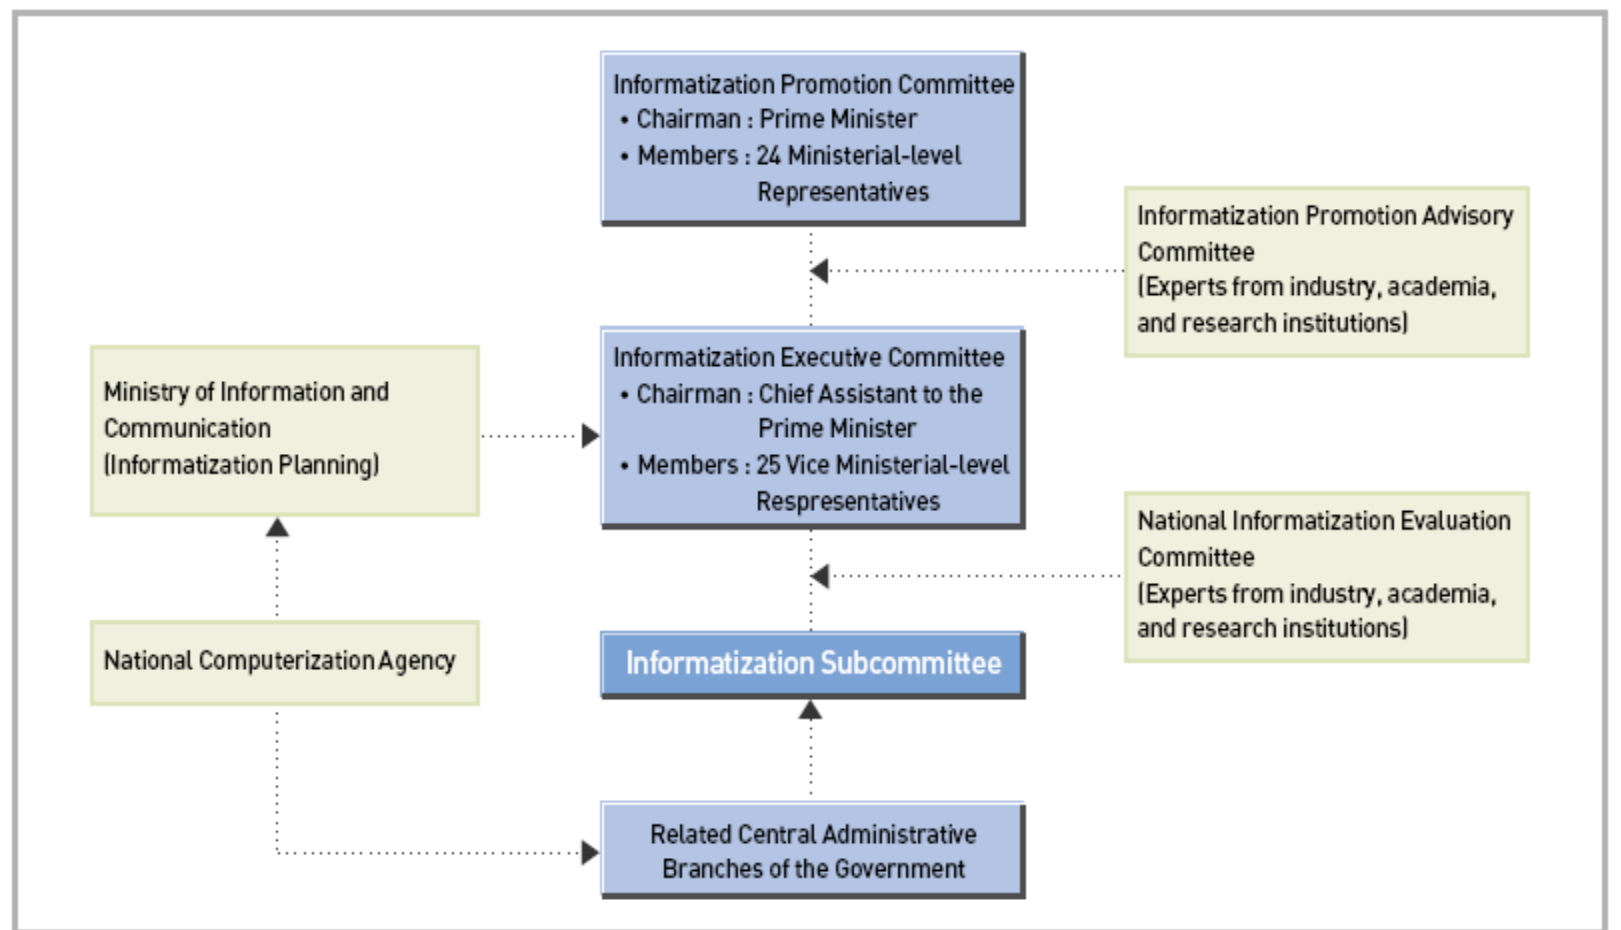 Informatization Promotion Committee
• Chairman : Prime Minister
• Members : 24 Ministerial-level
Representatives
Informatization Promotion Advisory
Committee
(Experts from industry, academia,
and research institutions)
Informatization Executive Committee
• Chairman : Chief Assistant to the
Prime Minister
• Members : 25 Vice Ministerial-level
Respresentatives
Ministry of Information and
Communication
(Informatization Planning)
National Informatization Evaluation
Committee
(Experts from industry, academia,
and research institutions)
National Computerization Agency
Informatization Subcommittee
Related Central Administrative
Branches of the Government